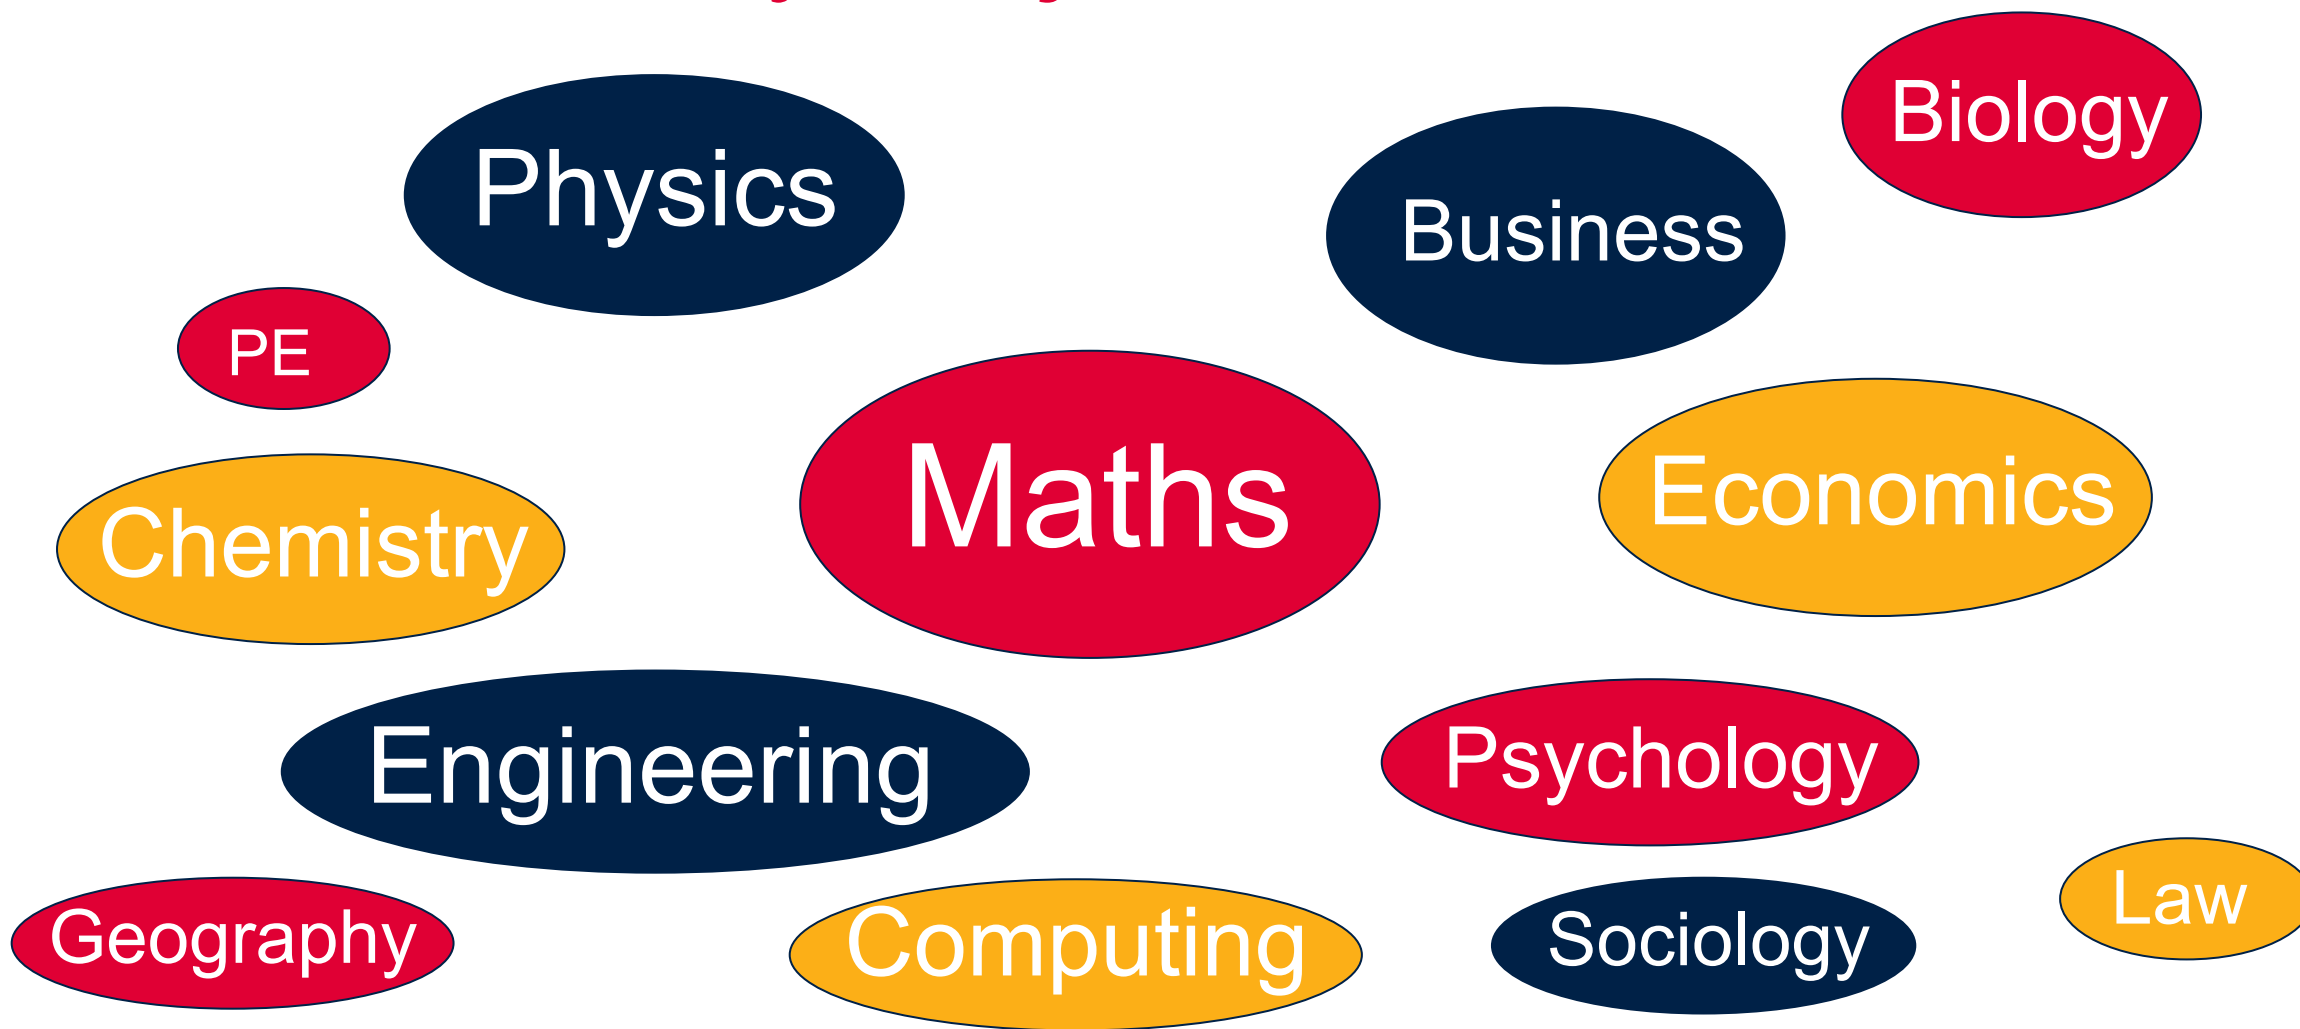 Biology
Physics
Business
PE
Maths
Economics
Chemistry
Engineering
Psychology
Law
Geography
Computing
Sociology